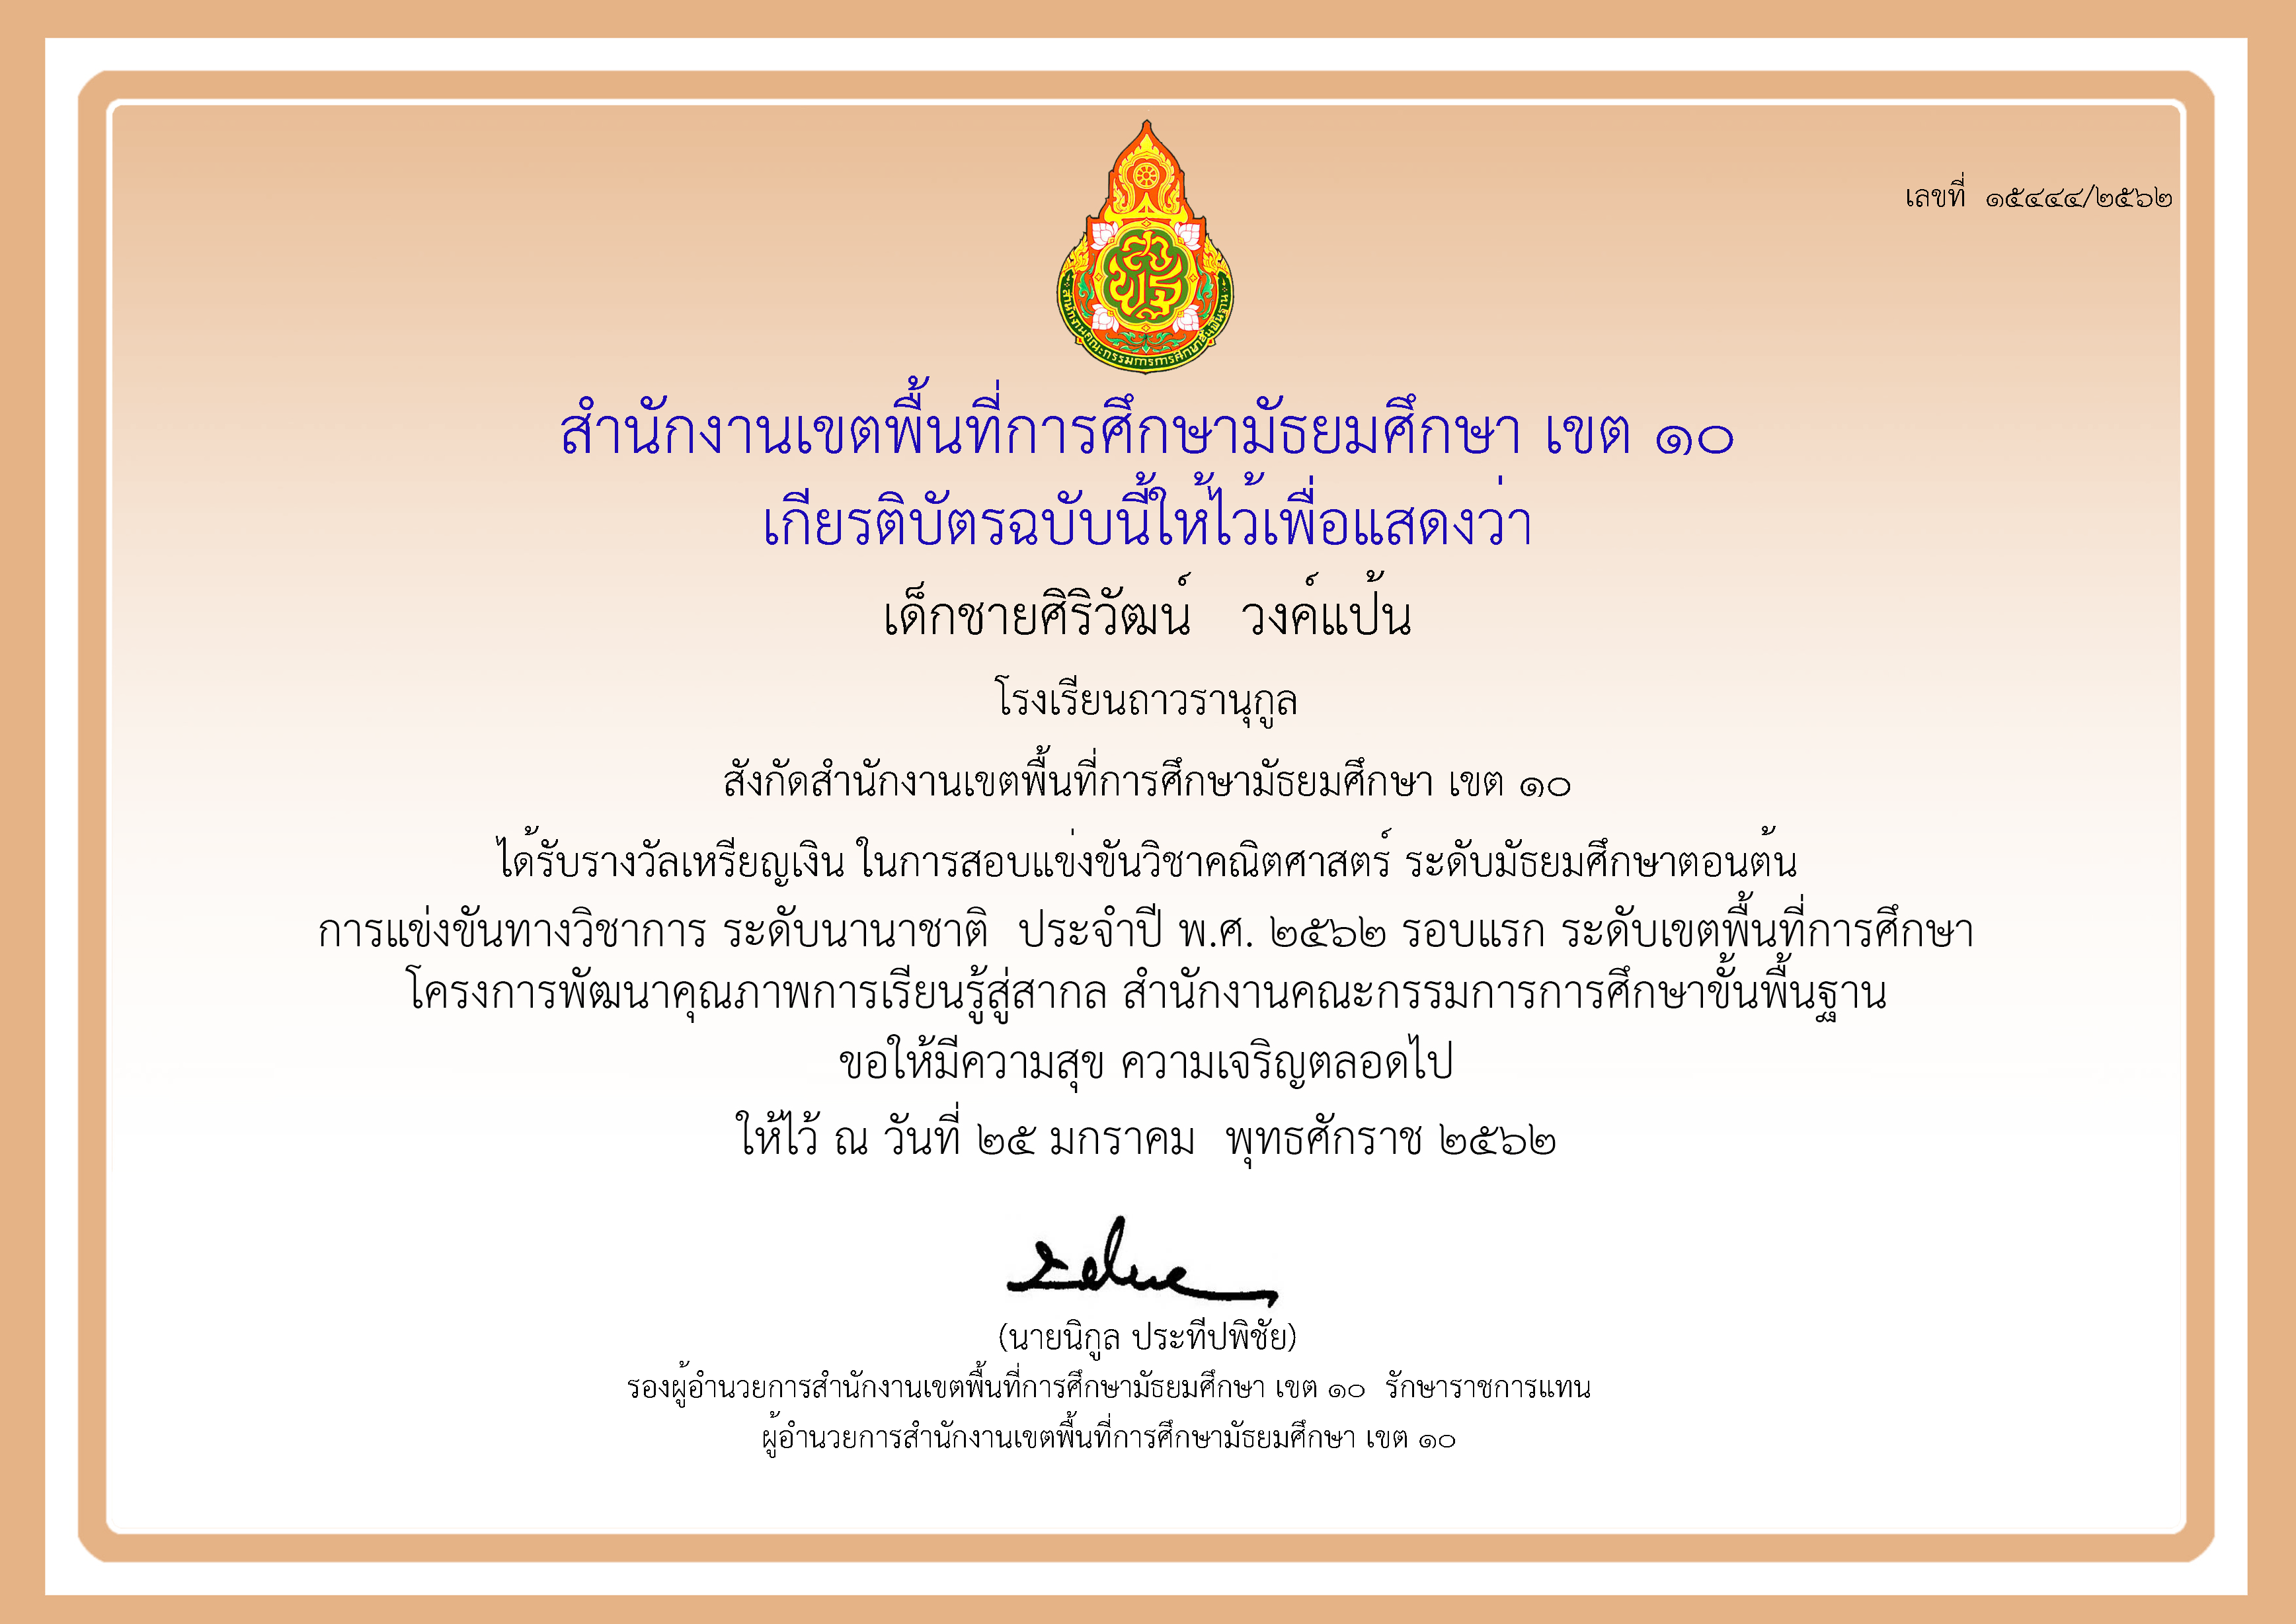 เลขที่ ๑๕๔๔๔/๒๕๖๒
สำนักงานคณะกรรมการการศึกษาขั้นพื้นฐาน
สำนักงานเขตพื้นที่การศึกษามัธยมศึกษา เขต ๑๐
เกียรติบัตรฉบับนี้ให้ไว้เพื่อแสดงว่า
เด็กชายศิริวัฒน์ วงค์แป้น
โรงเรียนถาวรานุกูล
สังกัดสำนักงานเขตพื้นที่การศึกษามัธยมศึกษา เขต ๑๐
ได้รับรางวัลเหรียญเงิน ในการสอบแข่งขันวิชาคณิตศาสตร์ ระดับมัธยมศึกษาตอนต้น
การแข่งขันทางวิชาการ ระดับนานาชาติ ประจำปี พ.ศ. ๒๕๖๒ รอบแรก ระดับเขตพื้นที่การศึกษา
โครงการพัฒนาคุณภาพการเรียนรู้สู่สากล สำนักงานคณะกรรมการการศึกษาขั้นพื้นฐาน
ขอให้มีความสุข ความเจริญตลอดไป
ให้ไว้ ณ วันที่ ๒๕ มกราคม พุทธศักราช ๒๕๖๒
(นายนิกูล ประทีปพิชัย)
รองผู้อำนวยการสำนักงานเขตพื้นที่การศึกษามัธยมศึกษา เขต ๑๐ รักษาราชการแทน
ผู้อำนวยการสำนักงานเขตพื้นที่การศึกษามัธยมศึกษา เขต ๑๐